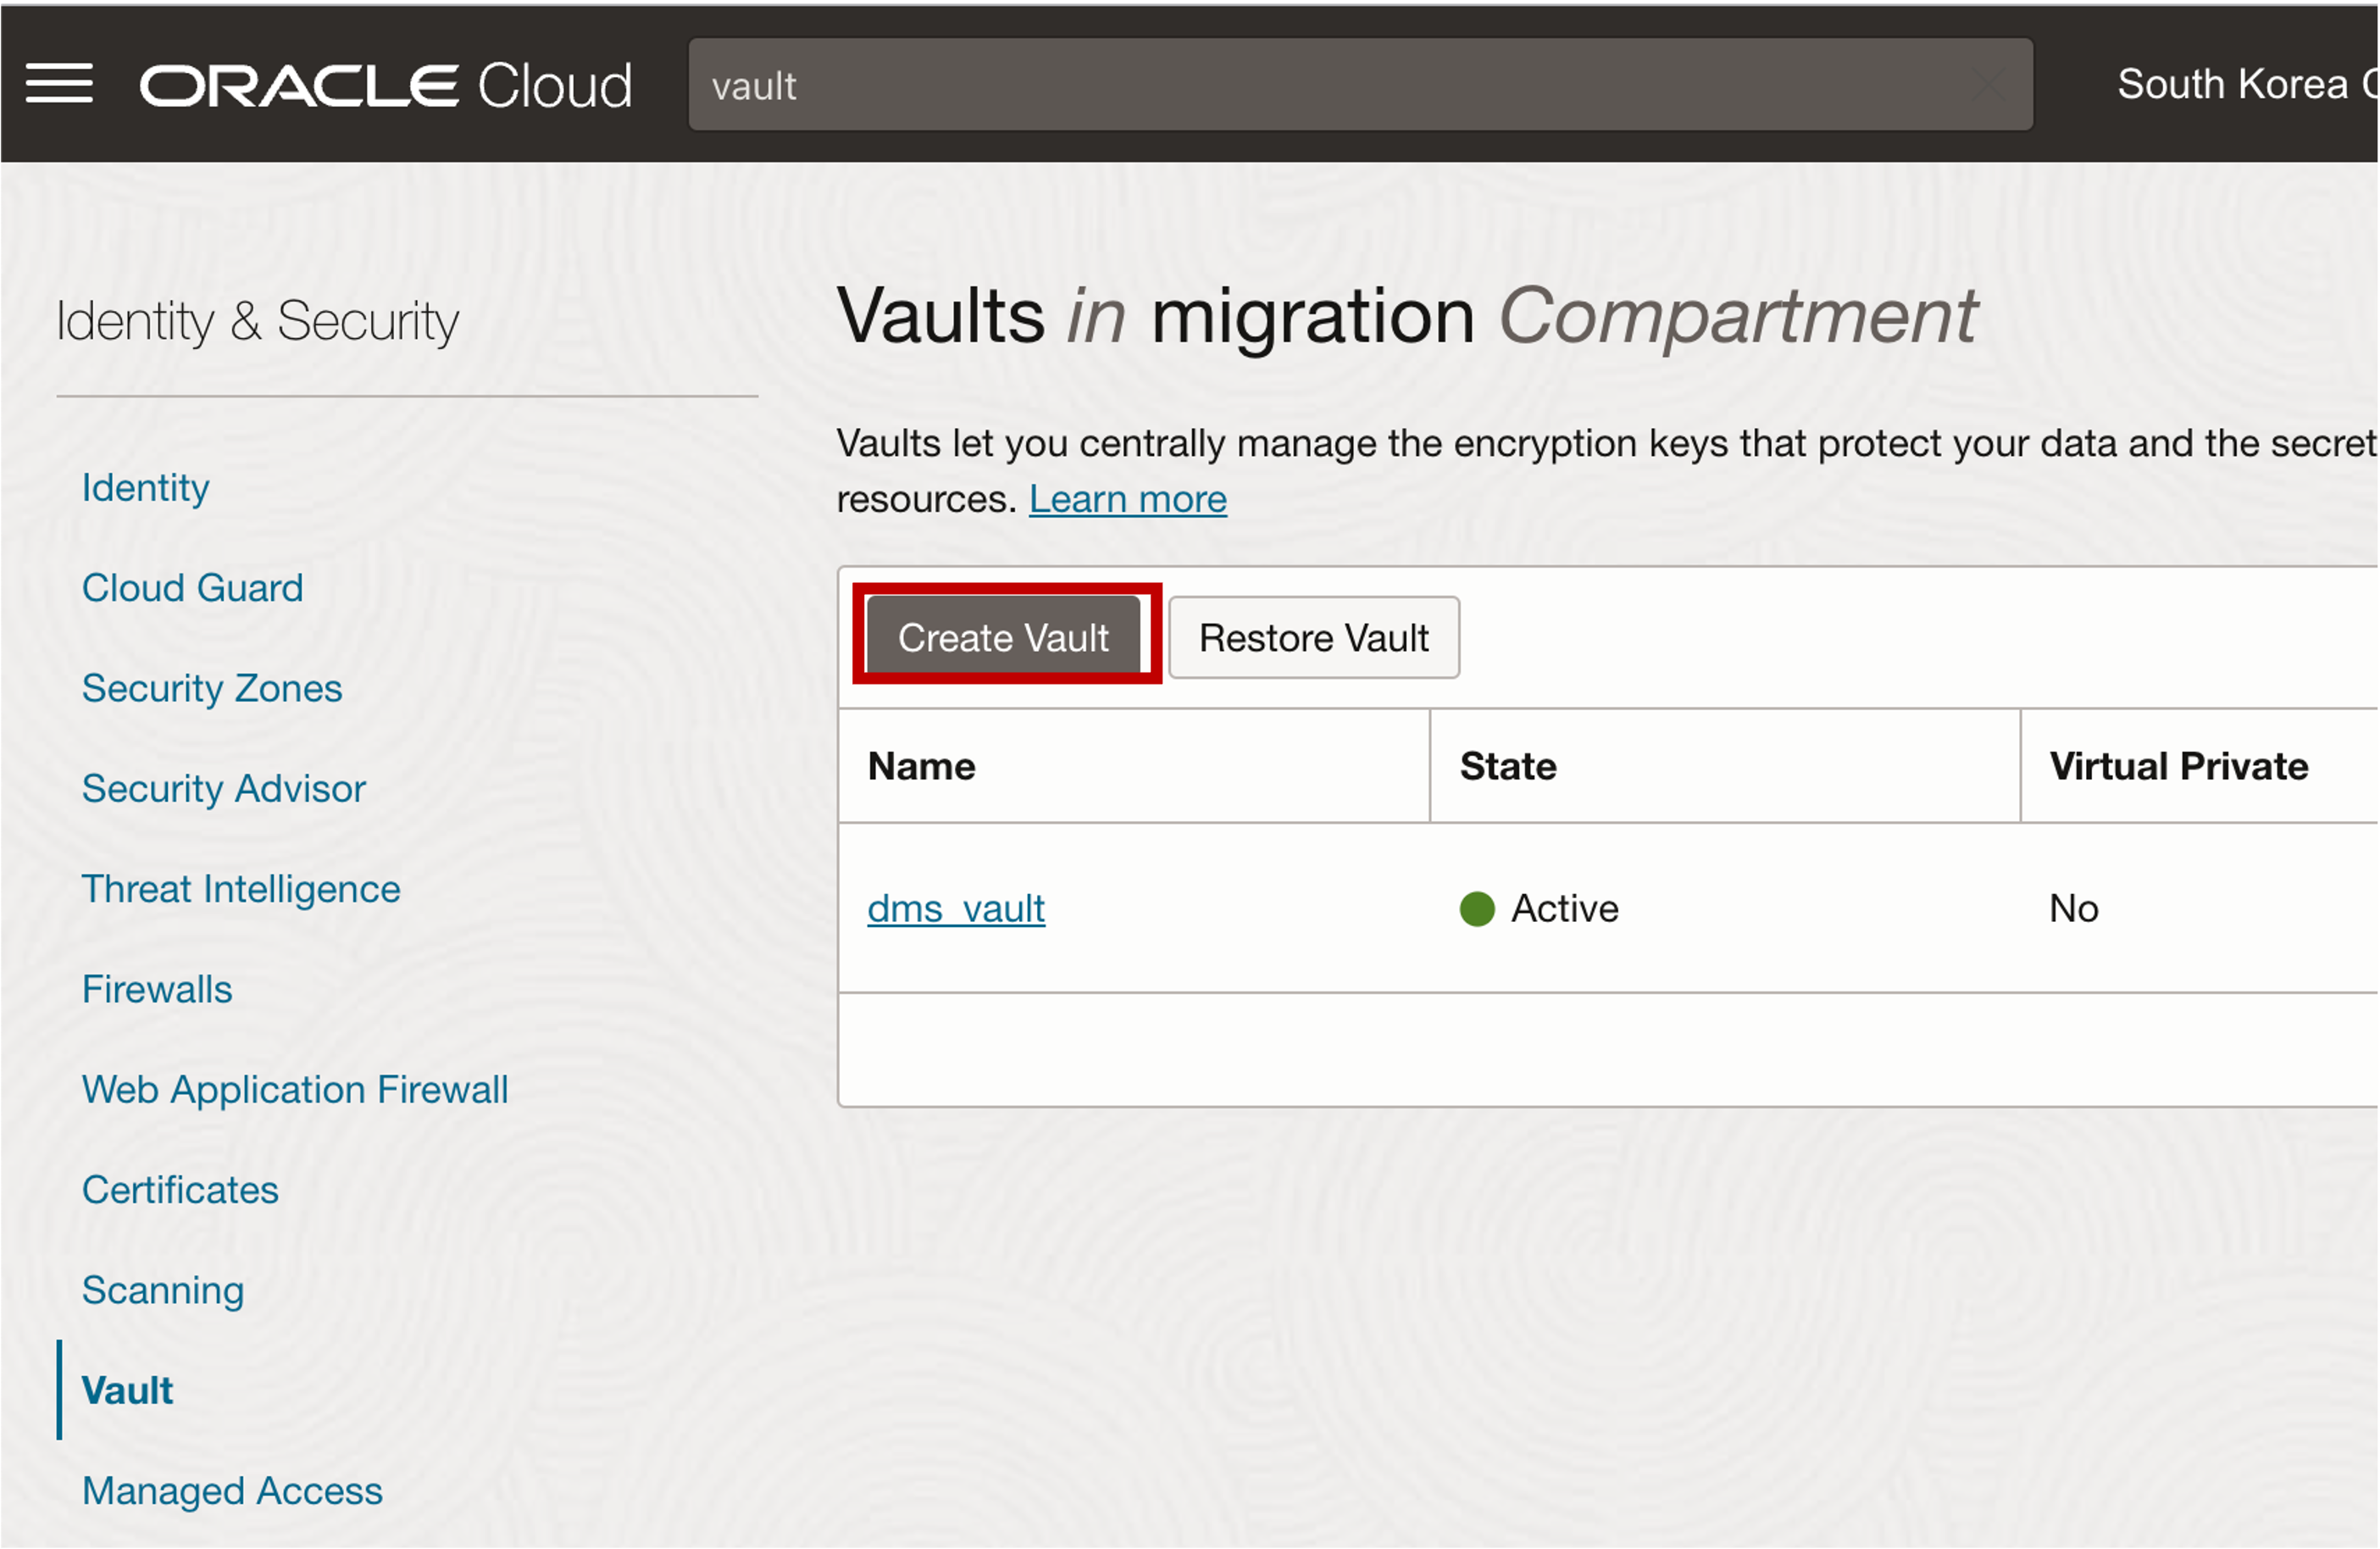 ORACLE Cloud
vault
South Korea
Identity & Security
Identity
Cloud Guard
Security Zones
Security Advisor
Threat Intelligence
Firewalls
Web Application Firewall
Certificates
Scanning
Vault
Managed Access
Vaults in migration Compartment
Vaults let you centrally manage the encryption keys that protect your data and the secret
resources. Learn more
Create Vault
Restore Vault
Name
State
Virtual Private
dms_vault
Active
No